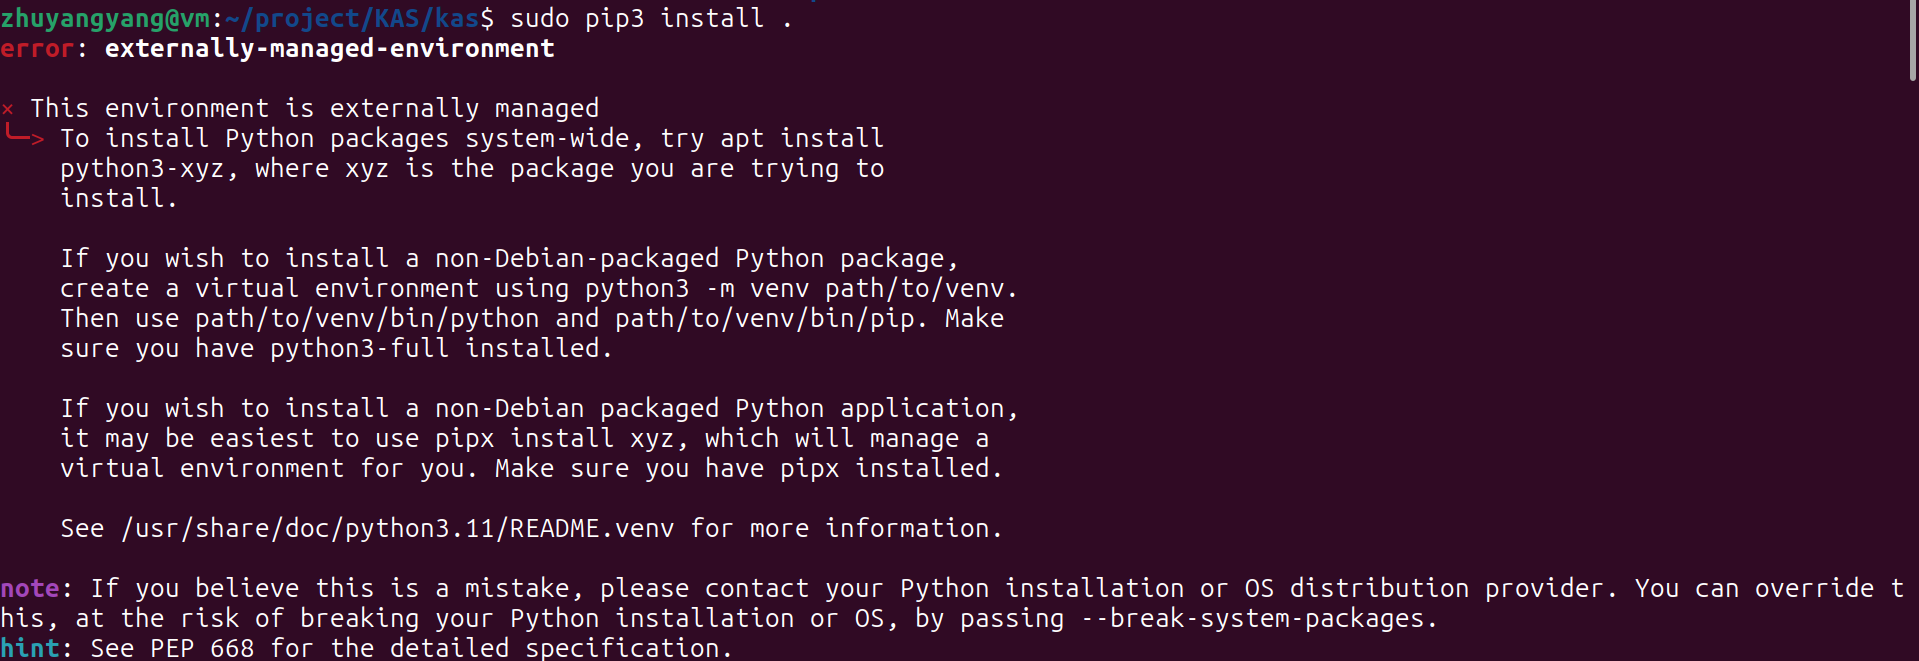 zhuyangyang@vm:~/project/KAS/kas$ sudo pip3 install .
error: externally-managed-environment
× This environment is externally managed
╰─> To install Python packages system-wide, try apt install
python3-xyz, where xyz is the package you are trying to
install.
If you wish to install a non-Debian-packaged Python package,
create a virtual environment using python3 -m venv path/to/venv.
Then use path/to/venv/bin/python and path/to/venv/bin/pip. Make
sure you have python3-full installed.
If you wish to install a non-Debian packaged Python application,
it may be easiest to use pipx install xyz, which will manage a
virtual environment for you. Make sure you have pipx installed.
See /usr/share/doc/python3.11/README.venv for more information.
note: If you believe this is a mistake, please contact your Python installation or OS distribution provider. You can override t
his, at the risk of breaking your Python installation or OS, by passing --break-system-packages.
hint: See PEP 668 for the detailed specification.